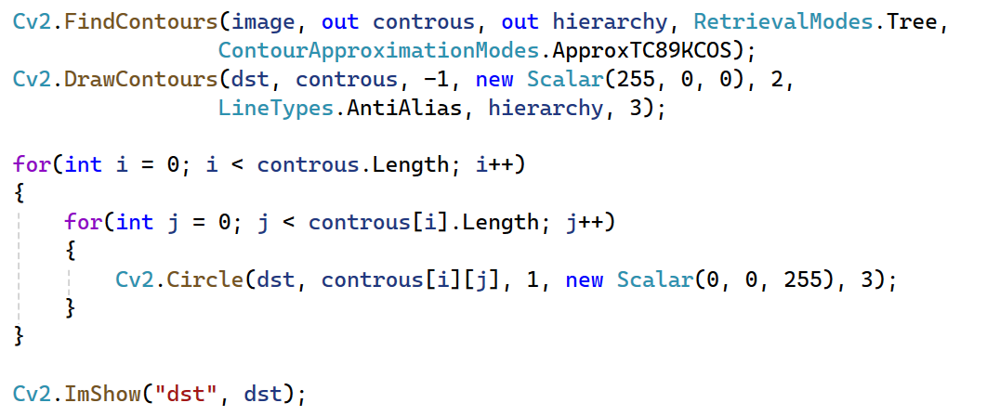 Cv2.FindContours(image, out controus, out hierarchy, RetrievalModes.Tree,
ContourApproximationModes.ApproxTC89KCOS);
Cv2.DrawContours(dst, controus, -1, new Scalar(255, 0, 0), 2,
LineTypes.AntiAlias, hierarchy, 3);
for(int i = 0; i < controus.Length; i++)
{
for(int j = 0; j < controus[i].Length; j++)
{
Cv2.Circle(dst, controus[i][j], 1, new Scalar(0, 0, 255), 3);
}
}
Cv2.ImShow("dst", dst);